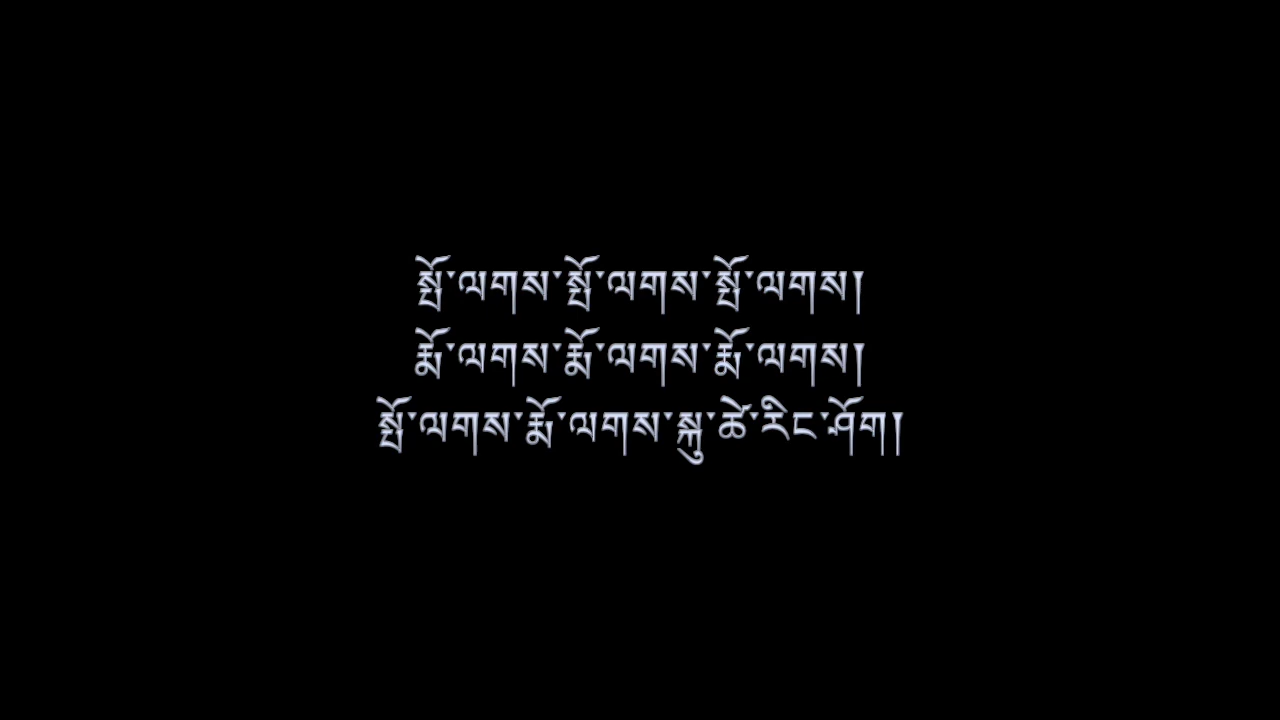 སྤོ་ལགས་སྤོ་ལགས་སྤོ་ལགས།
རྨོ་ལགས་རྨོ་ལགས་རྨོ་ལགས།
སྤོ་ལགས་རྨོ་ལགས་སྐུ་ཚེ་རིང་ཤོག།